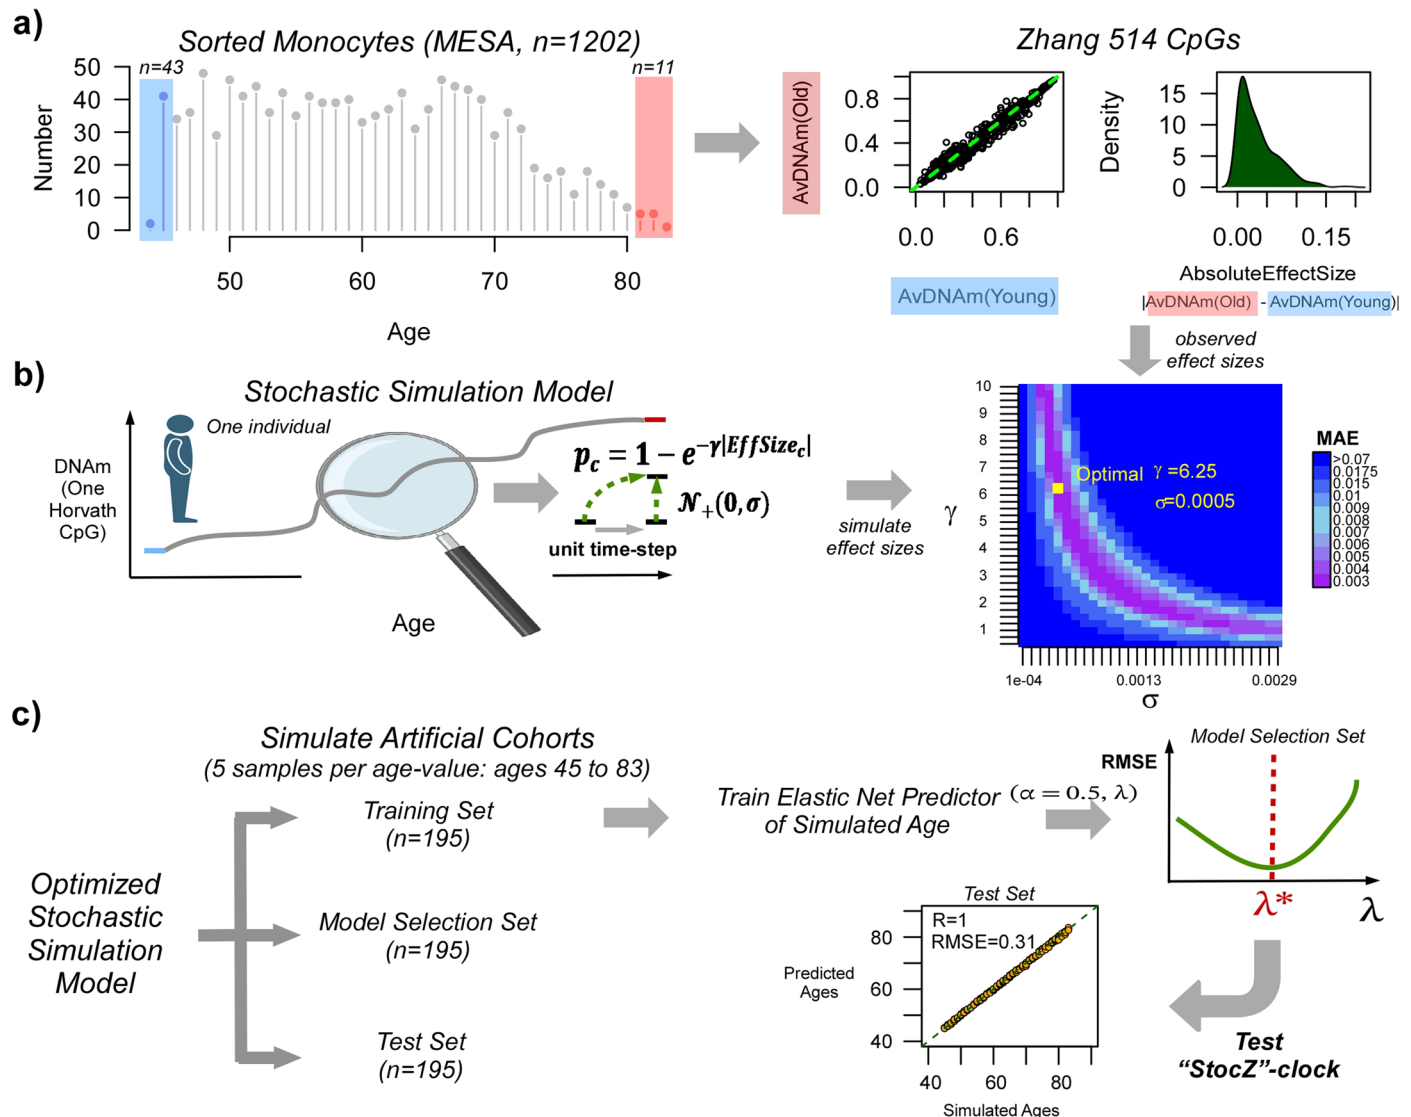 a)
Sorted Monocytes (MESA, n=1202)
n=43
n=11
Number
50
40
30
20
10
0
50 60 70 80
Age
Zhang 514 CpGs
AvDNAm(Old)
0.8
0.4
0.0
0.0 0.6
AvDNAm(Young)
Density
15
10
5
0
0.00 0.15
AbsoluteEffectSize
|AvDNAm(Old) - AvDNAm(Young)|
observed
effect sizes
b)
Stochastic Simulation Model
One individual
DNAm
(One
Horvath
CpG)
Age
p_c = 1 − e^{−γ|EffSize_c|}
𝒩₊(0, σ)
unit time-step
simulate
effect sizes
γ
10
9
8
7
6
5
4
3
2
1
Optimal γ =6.25
σ=0.0005
1e-04 0.0013 0.0029
σ
MAE
>0.07
0.0175
0.015
0.01
0.009
0.008
0.007
0.006
0.005
0.004
0.003
c)
Simulate Artificial Cohorts
(5 samples per age-value: ages 45 to 83)
Optimized
Stochastic
Simulation
Model
Training Set
(n=195)
Model Selection Set
(n=195)
Test Set
(n=195)
Train Elastic Net Predictor (α = 0.5, λ)
of Simulated Age
Model Selection Set
RMSE
λ*
λ
Test Set
R=1
RMSE=0.31
Predicted
Ages
80
60
40
40 60 80
Simulated Ages
Test
“StocZ”-clock